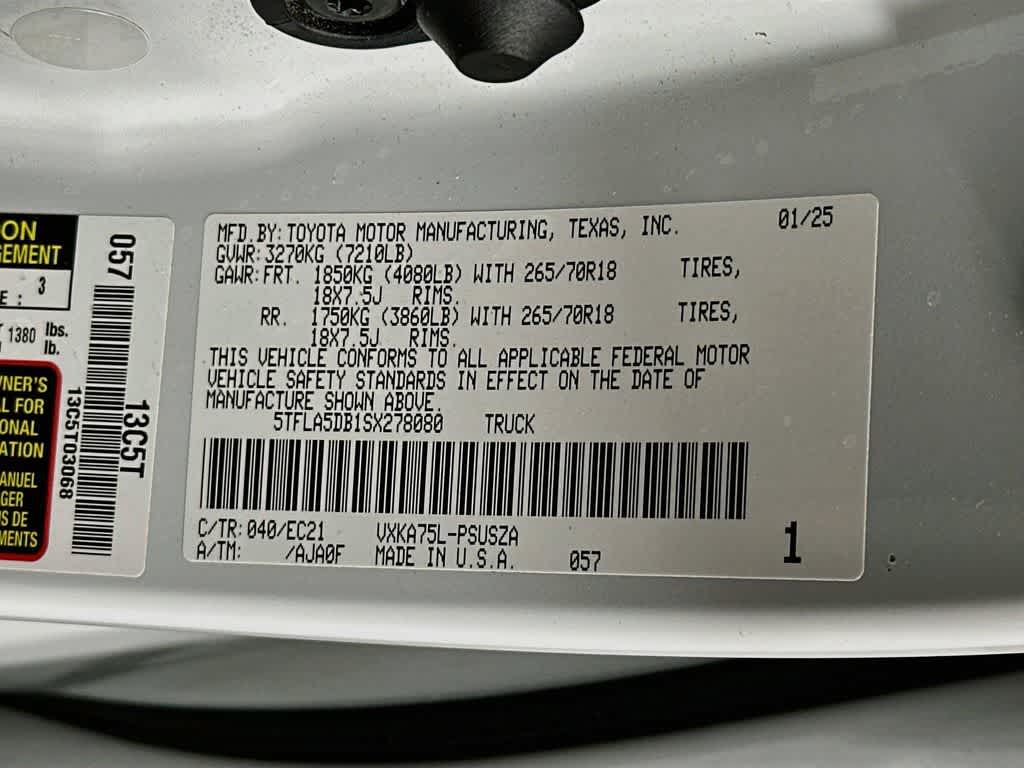 ON
GEMENT
3
E :
1380 lbs.
lb.
WNER'S
AL FOR
IONAL
ATION
ANUEL
GER
US DE
MENTS
057
13C5T
13C5T03068
MFD.BY: TOYOTA MOTOR MANUFACTURING, TEXAS, INC. 01/25
GVWR: 3270KG (7210LB)
GAWR: FRT. 1850KG (4080LB) WITH 265/70R18 TIRES,
18X7.5J RIMS.
RR. 1750KG (3860LB) WITH 265/70R18 TIRES,
18X7.5J RIMS.
THIS VEHICLE CONFORMS TO ALL APPLICABLE FEDERAL MOTOR
VEHICLE SAFETY STANDARDS IN EFFECT ON THE DATE OF
MANUFACTURE SHOWN ABOVE.
5TFLA5DB1SX278080 TRUCK
C/TR: 040/EC21 VXKA75L-PSUSZA
A/TM: /AJA0F MADE IN U.S.A. 057
1